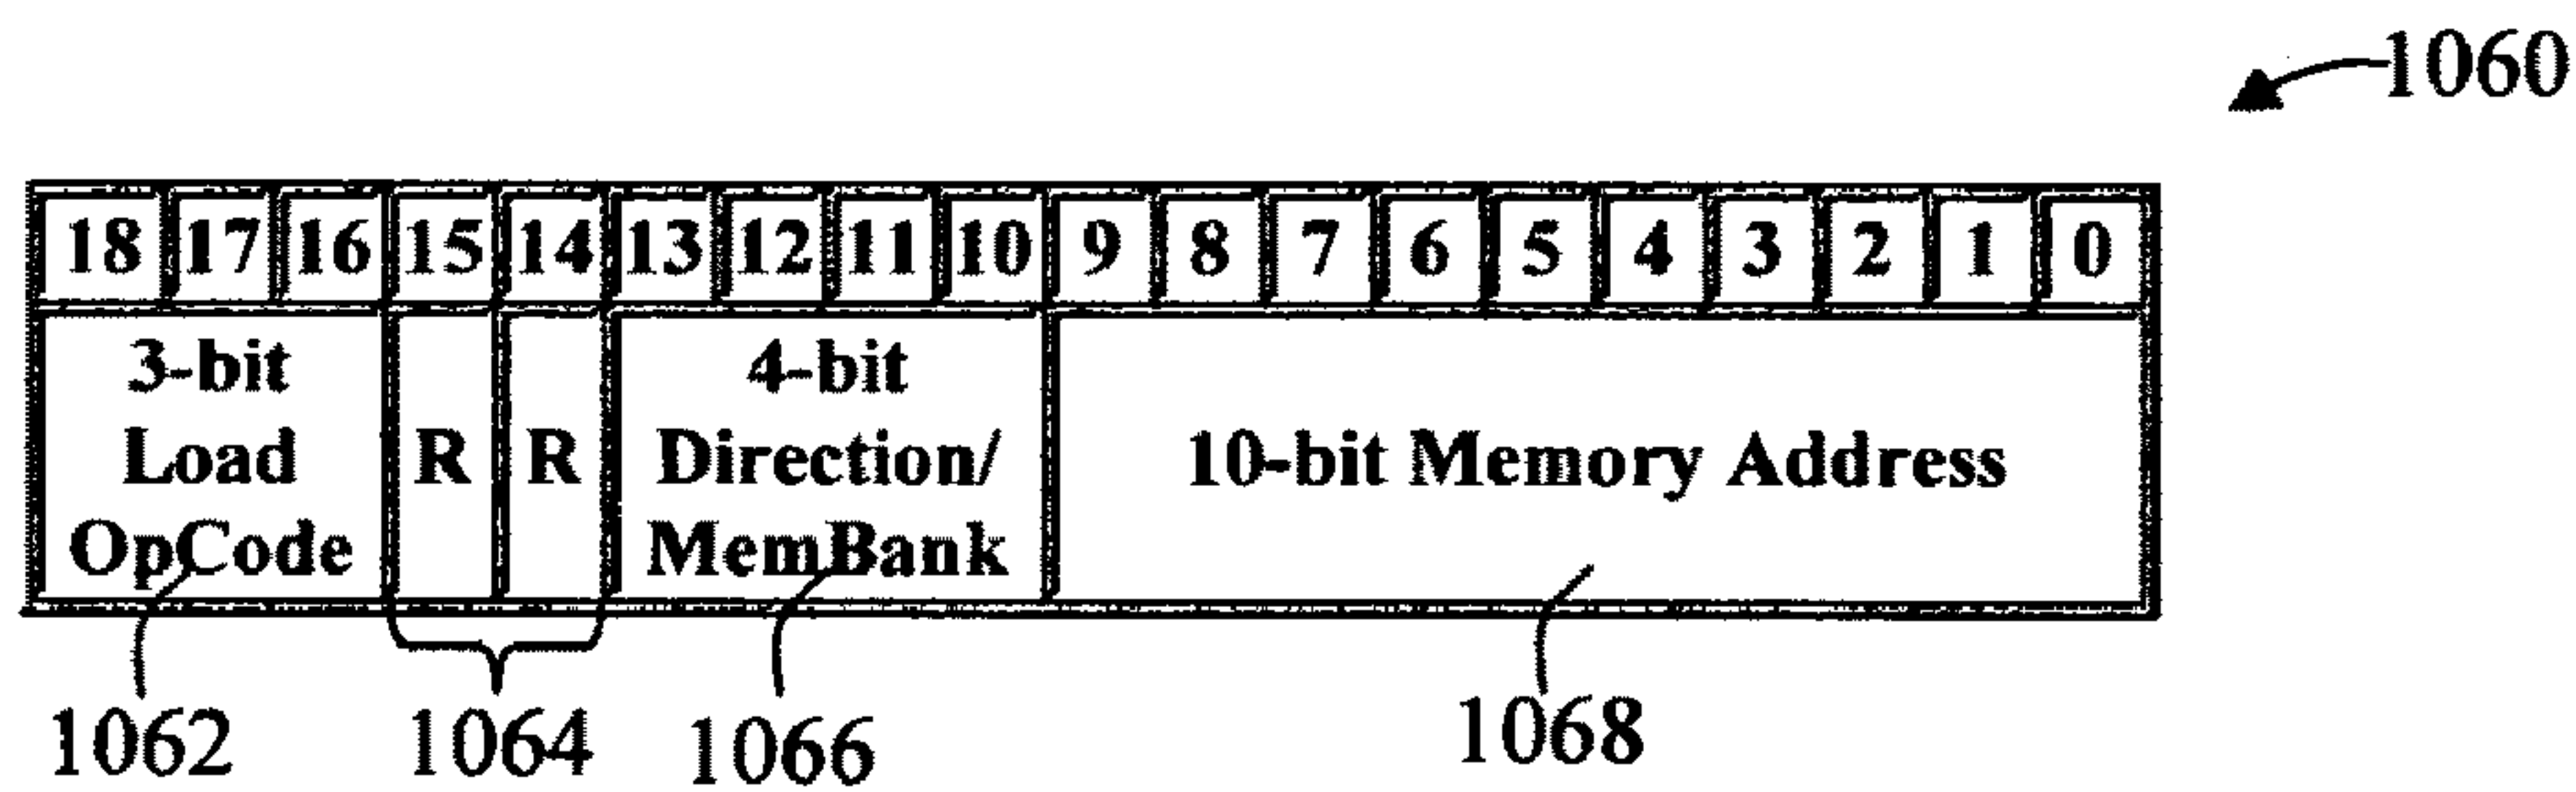 1060
18 17 16 15 14 13 12 11 10 9 8 7 6 5 4 3 2 1 0
3-bit
Load
OpCode
R R
4-bit
Direction/
MemBank
10-bit Memory Address
1062 1064 1066 1068